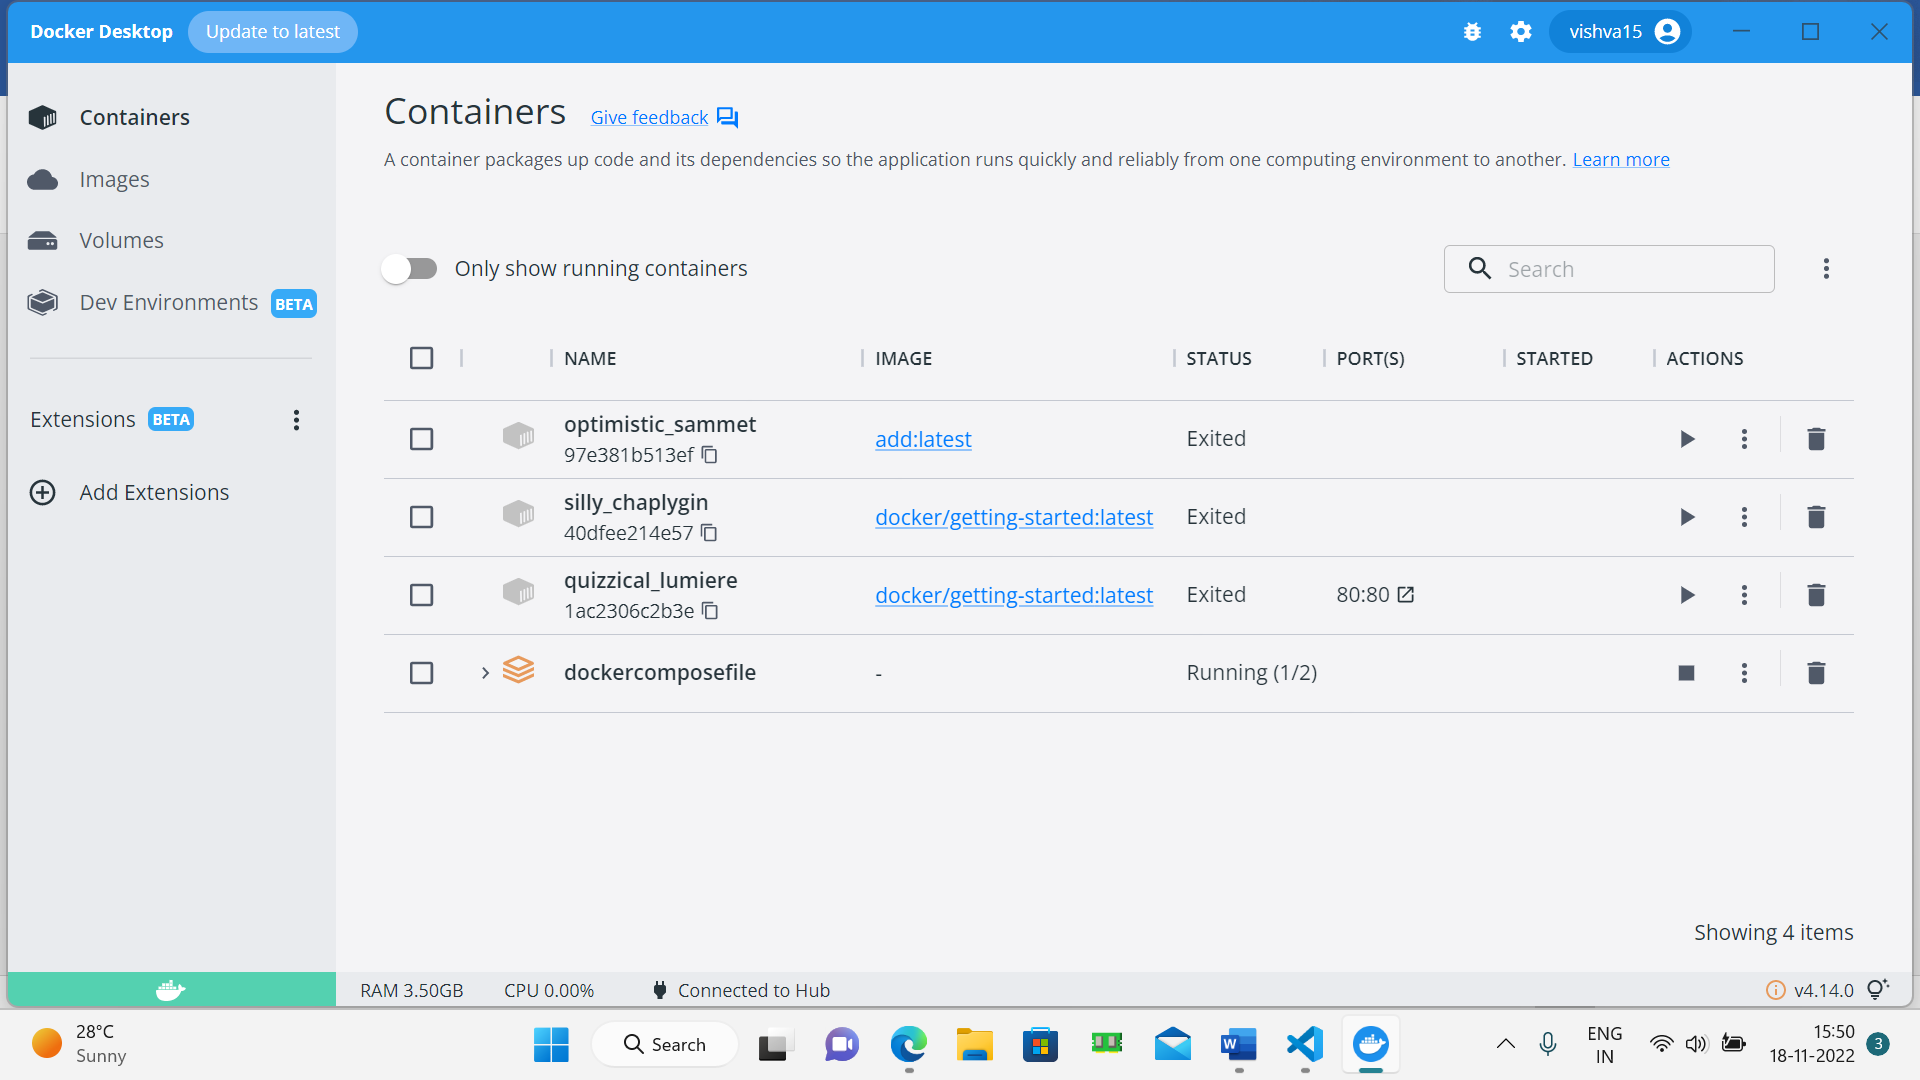 Docker Desktop Update to latest vishva15
Containers
Images
Volumes
Dev Environments BETA
Extensions BETA
Add Extensions
Containers Give feedback
A container packages up code and its dependencies so the application runs quickly and reliably from one computing environment to another. Learn more
Only show running containers Search
NAME IMAGE STATUS PORT(S) STARTED ACTIONS
optimistic_sammet
97e381b513ef add:latest Exited
silly_chaplygin
40dfee214e57 docker/getting-started:latest Exited
quizzical_lumiere
1ac2306c2b3e docker/getting-started:latest Exited 80:80
dockercomposefile - Running (1/2)
Showing 4 items
RAM 3.50GB CPU 0.00% Connected to Hub v4.14.0
28°C
Sunny
Search
W
ENG
IN
15:50
18-11-2022
3